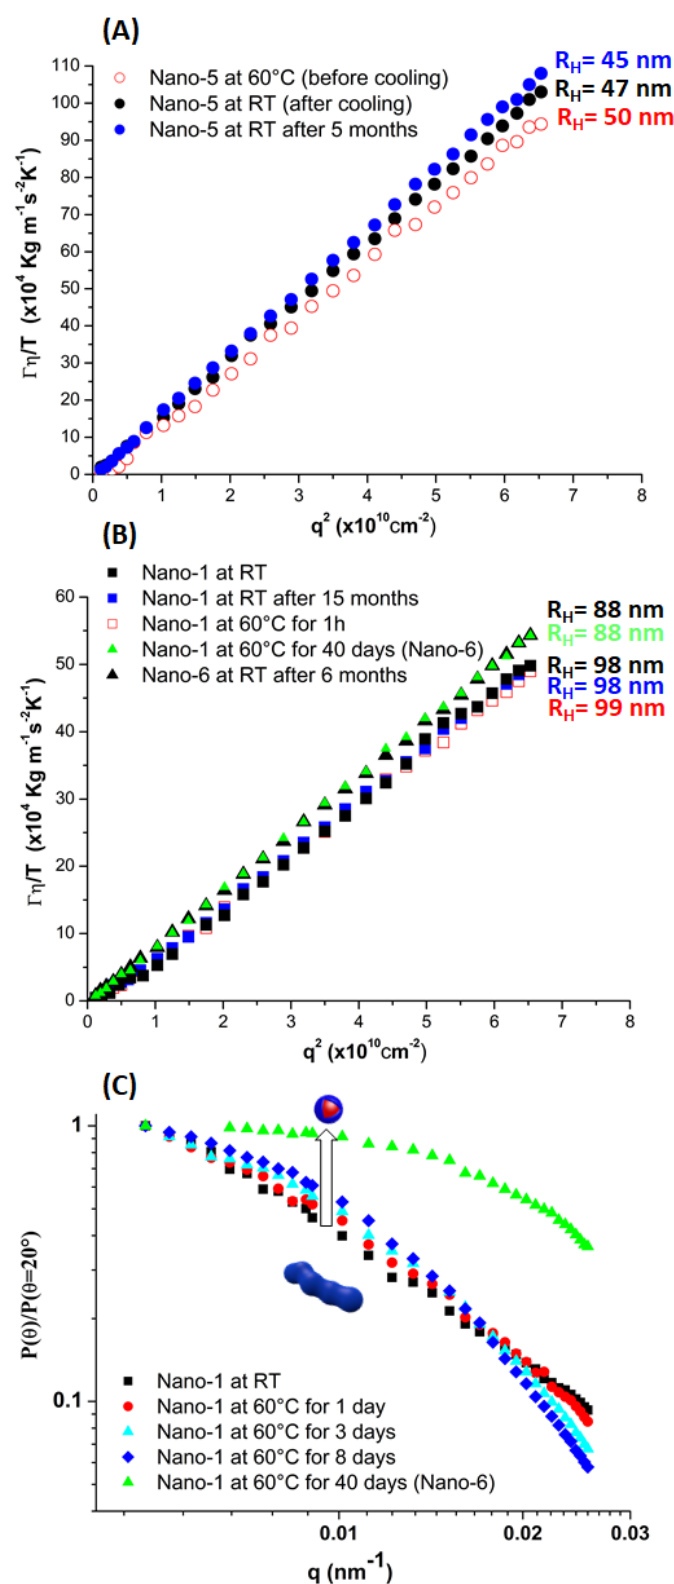 (A)
110
100
90
80
70
60
50
40
30
20
10
0
Γη/T (x10⁴ Kg m⁻¹s⁻²K⁻¹)
Nano-5 at 60°C (before cooling)
Nano-5 at RT (after cooling)
Nano-5 at RT after 5 months
R_H= 45 nm
R_H= 47 nm
R_H= 50 nm
0 1 2 3 4 5 6 7 8
q² (x10¹⁰cm⁻²)
(B)
60
50
40
30
20
10
0
Γη/T (x10⁴ Kg m⁻¹s⁻²K⁻¹)
Nano-1 at RT
Nano-1 at RT after 15 months
Nano-1 at 60°C for 1h
Nano-1 at 60°C for 40 days (Nano-6)
Nano-6 at RT after 6 months
R_H= 88 nm
R_H= 88 nm
R_H= 98 nm
R_H= 98 nm
R_H= 99 nm
0 1 2 3 4 5 6 7 8
q² (x10¹⁰cm⁻²)
(C)
1
0.1
P(θ)/P(θ=20°)
Nano-1 at RT
Nano-1 at 60°C for 1 day
Nano-1 at 60°C for 3 days
Nano-1 at 60°C for 8 days
Nano-1 at 60°C for 40 days (Nano-6)
0.01 0.02 0.03
q (nm⁻¹)